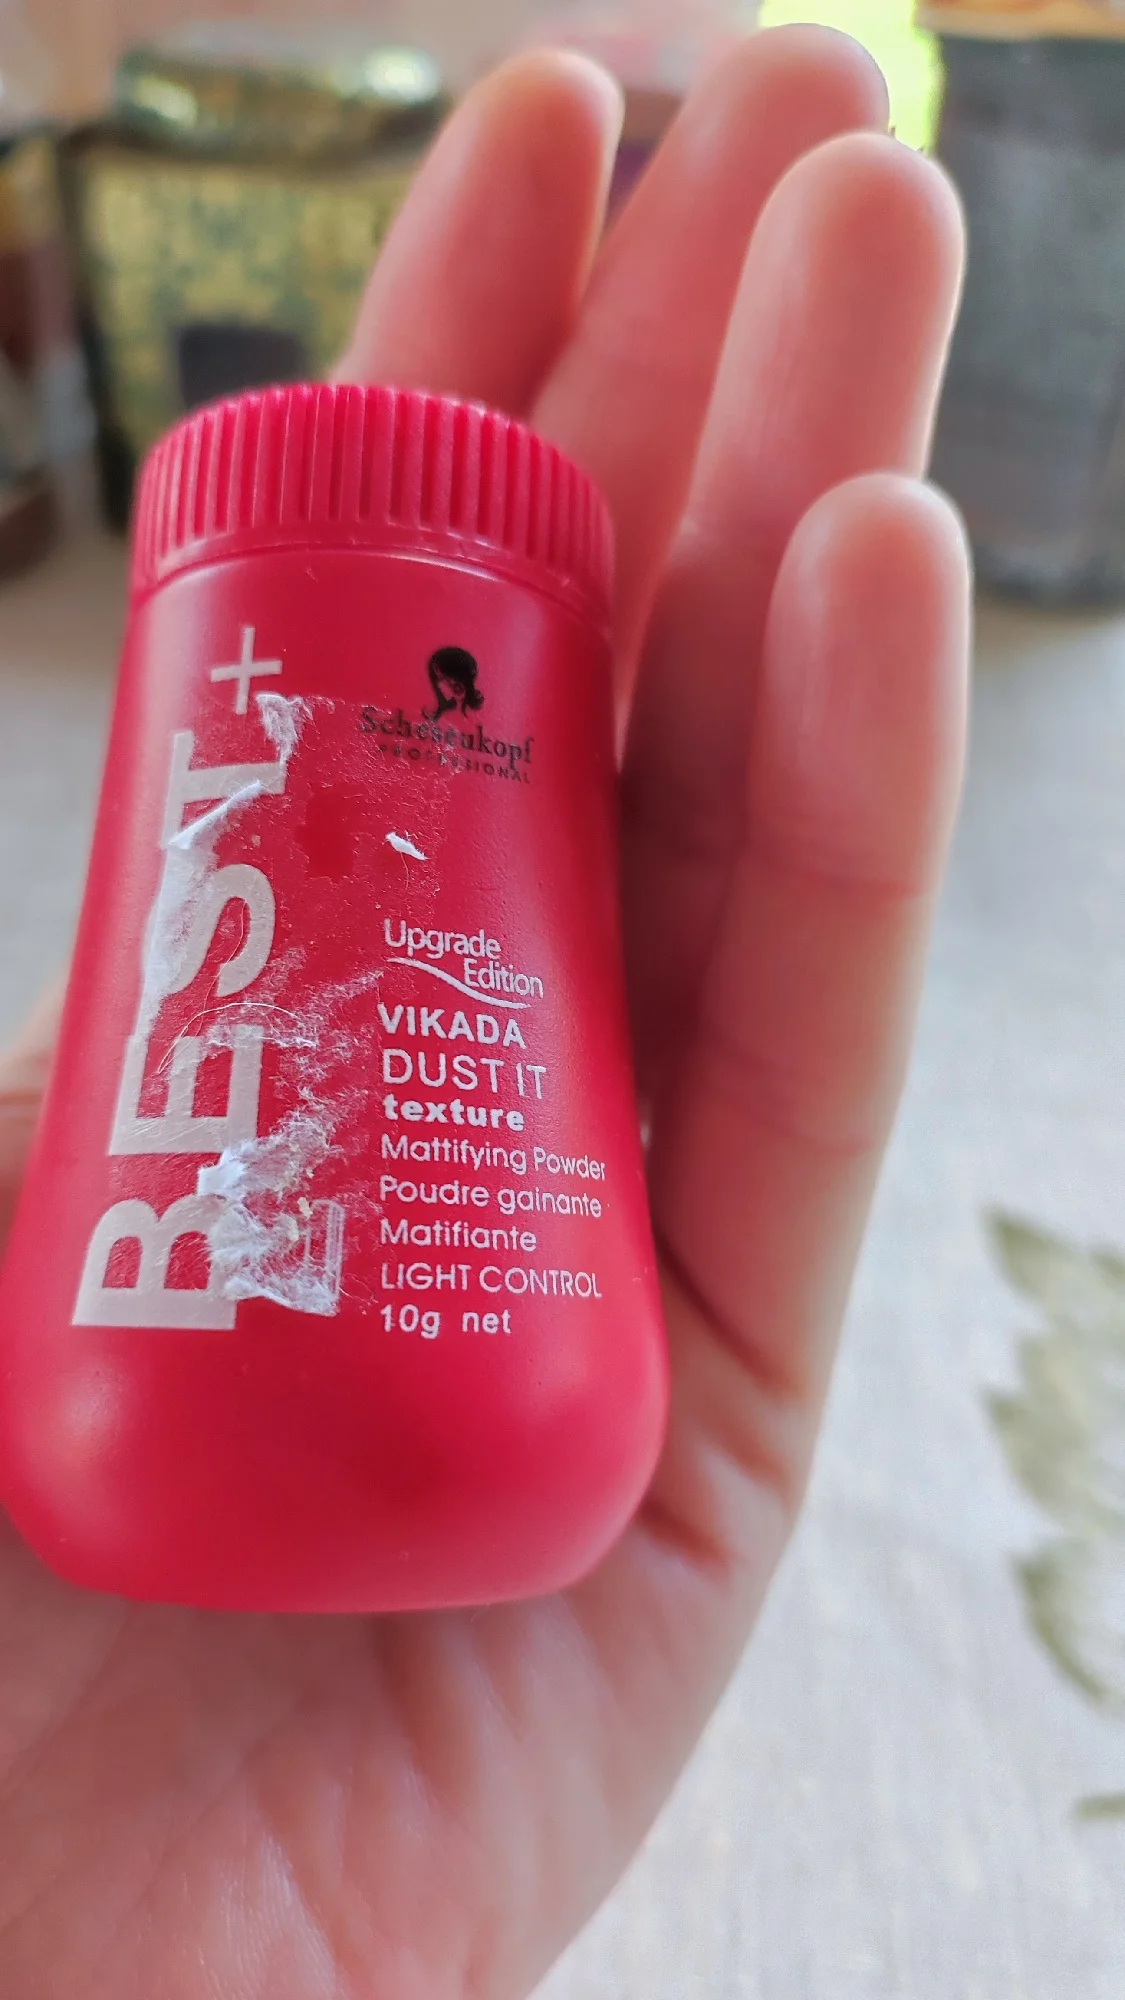 BEST+
Scheseukopf
PROFESSIONAL
Upgrade
Edition
VIKADA
DUST IT
texture
Mattifying Powder
Poudre gainante
Matifiante
LIGHT CONTROL
10g net